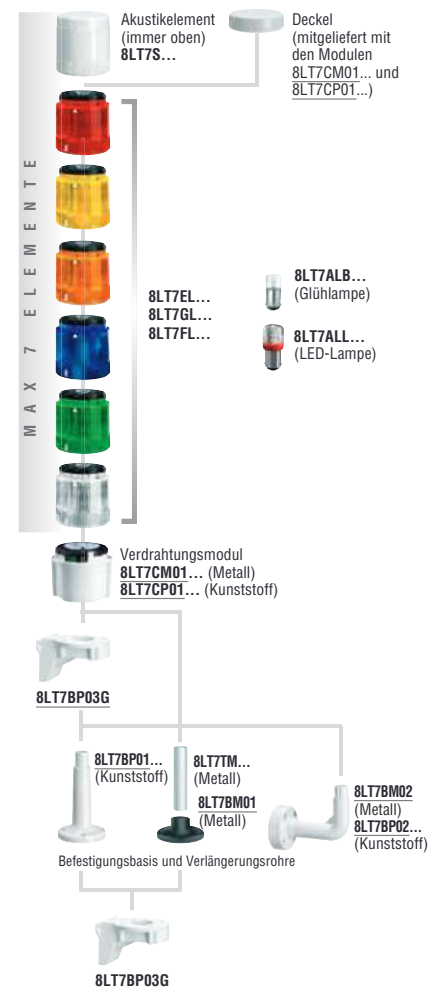 Akustikelement
(immer oben)
8LT7S...
Deckel
(mitgeliefert mit
den Modulen
8LT7CM01... und
8LT7CP01...)
MAX 7 ELEMENTE
8LT7EL...
8LT7GL...
8LT7FL...
8LT7ALB...
(Glühlampe)
8LT7ALL...
(LED-Lampe)
Verdrahtungsmodul
8LT7CM01... (Metall)
8LT7CP01... (Kunststoff)
8LT7BP03G
8LT7BP01...
(Kunststoff)
8LT7TM...
(Metall)
8LT7BM01
(Metall)
8LT7BM02
(Metall)
8LT7BP02...
(Kunststoff)
Befestigungsbasis und Verlängerungsrohre
8LT7BP03G